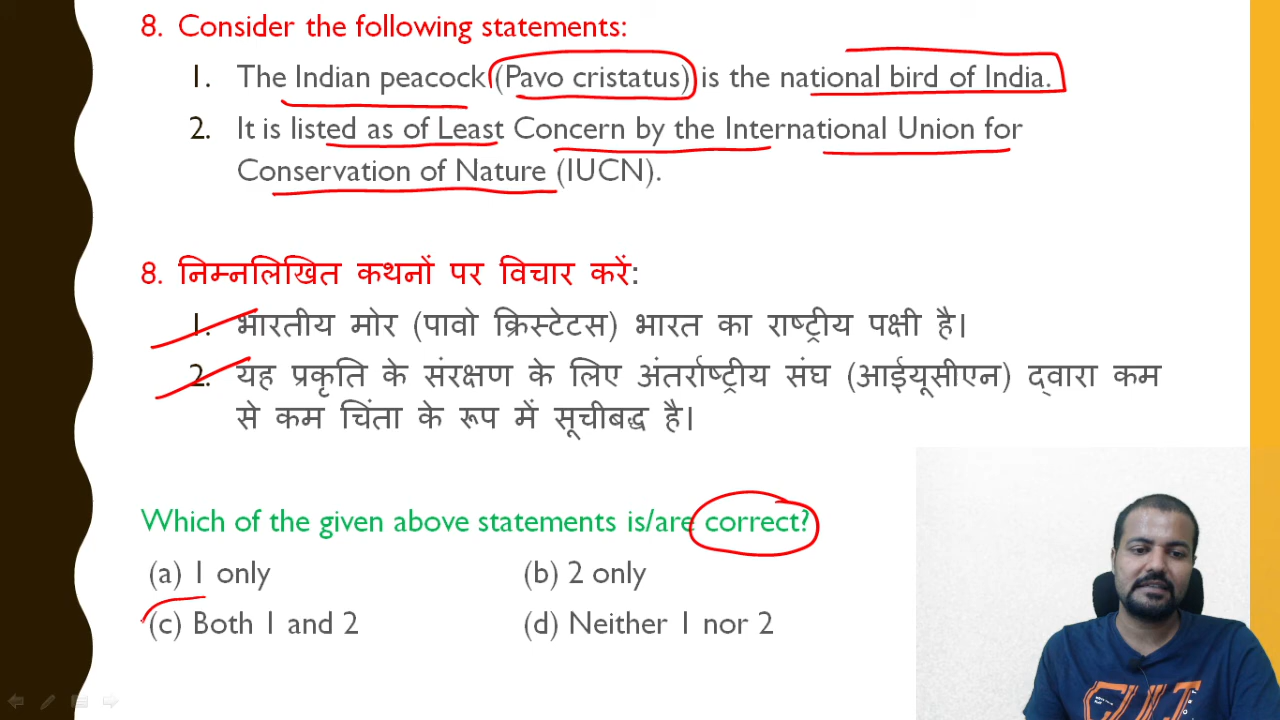 8. Consider the following statements:
1. The Indian peacock (Pavo cristatus) is the national bird of India.
2. It is listed as of Least Concern by the International Union for
Conservation of Nature (IUCN).
8. निम्नलिखित कथनों पर विचार करें:
1. भारतीय मोर (पावो क्रिस्टेटस) भारत का राष्ट्रीय पक्षी है।
2. यह प्रकृति के संरक्षण के लिए अंतर्राष्ट्रीय संघ (आईयूसीएन) द्वारा कम
से कम चिंता के रूप में सूचीबद्ध है।
Which of the given above statements is/are correct?
(a) 1 only (b) 2 only
(c) Both 1 and 2 (d) Neither 1 nor 2